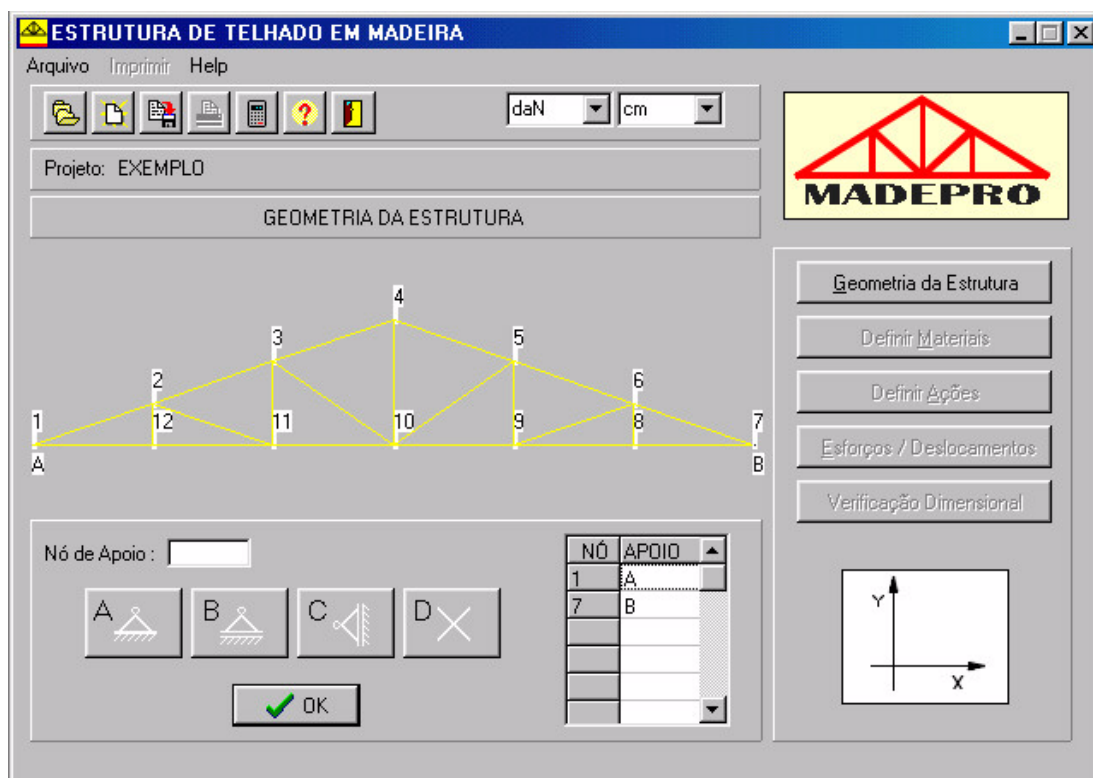 ESTRUTURA DE TELHADO EM MADEIRA
Arquivo Imprimir Help
daN cm
Projeto: EXEMPLO
GEOMETRIA DA ESTRUTURA
MADEPRO
Geometria da Estrutura
Definir Materiais
Definir Ações
Esforços / Deslocamentos
Verificação Dimensional
4
3 5
2 6
1 12 11 10 9 8 7
A B
Nó de Apoio :
A B C D
OK
NÓ APOIO
1 A
7 B
Y
X